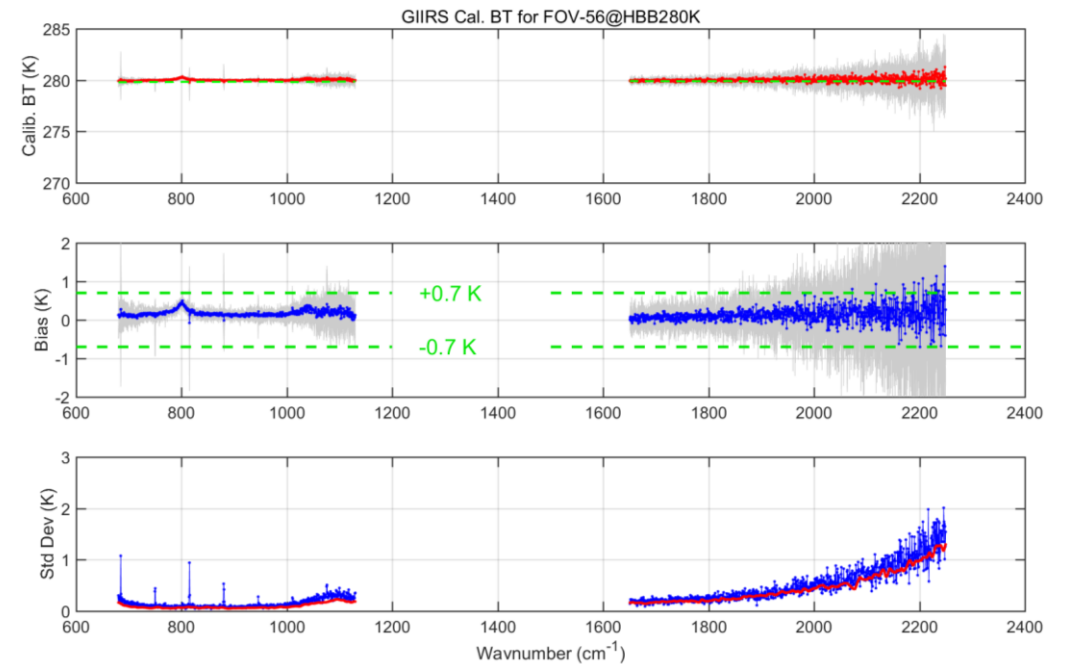 GIIRS Cal. BT for FOV-56@HBB280K
285
280
275
270
Calib. BT (K)
600 800 1000 1200 1400 1600 1800 2000 2200 2400
2
1
0
-1
-2
Bias (K)
+0.7 K
-0.7 K
600 800 1000 1200 1400 1600 1800 2000 2200 2400
3
2
1
0
Std Dev (K)
600 800 1000 1200 1400 1600 1800 2000 2200 2400
Wavnumber (cm⁻¹)